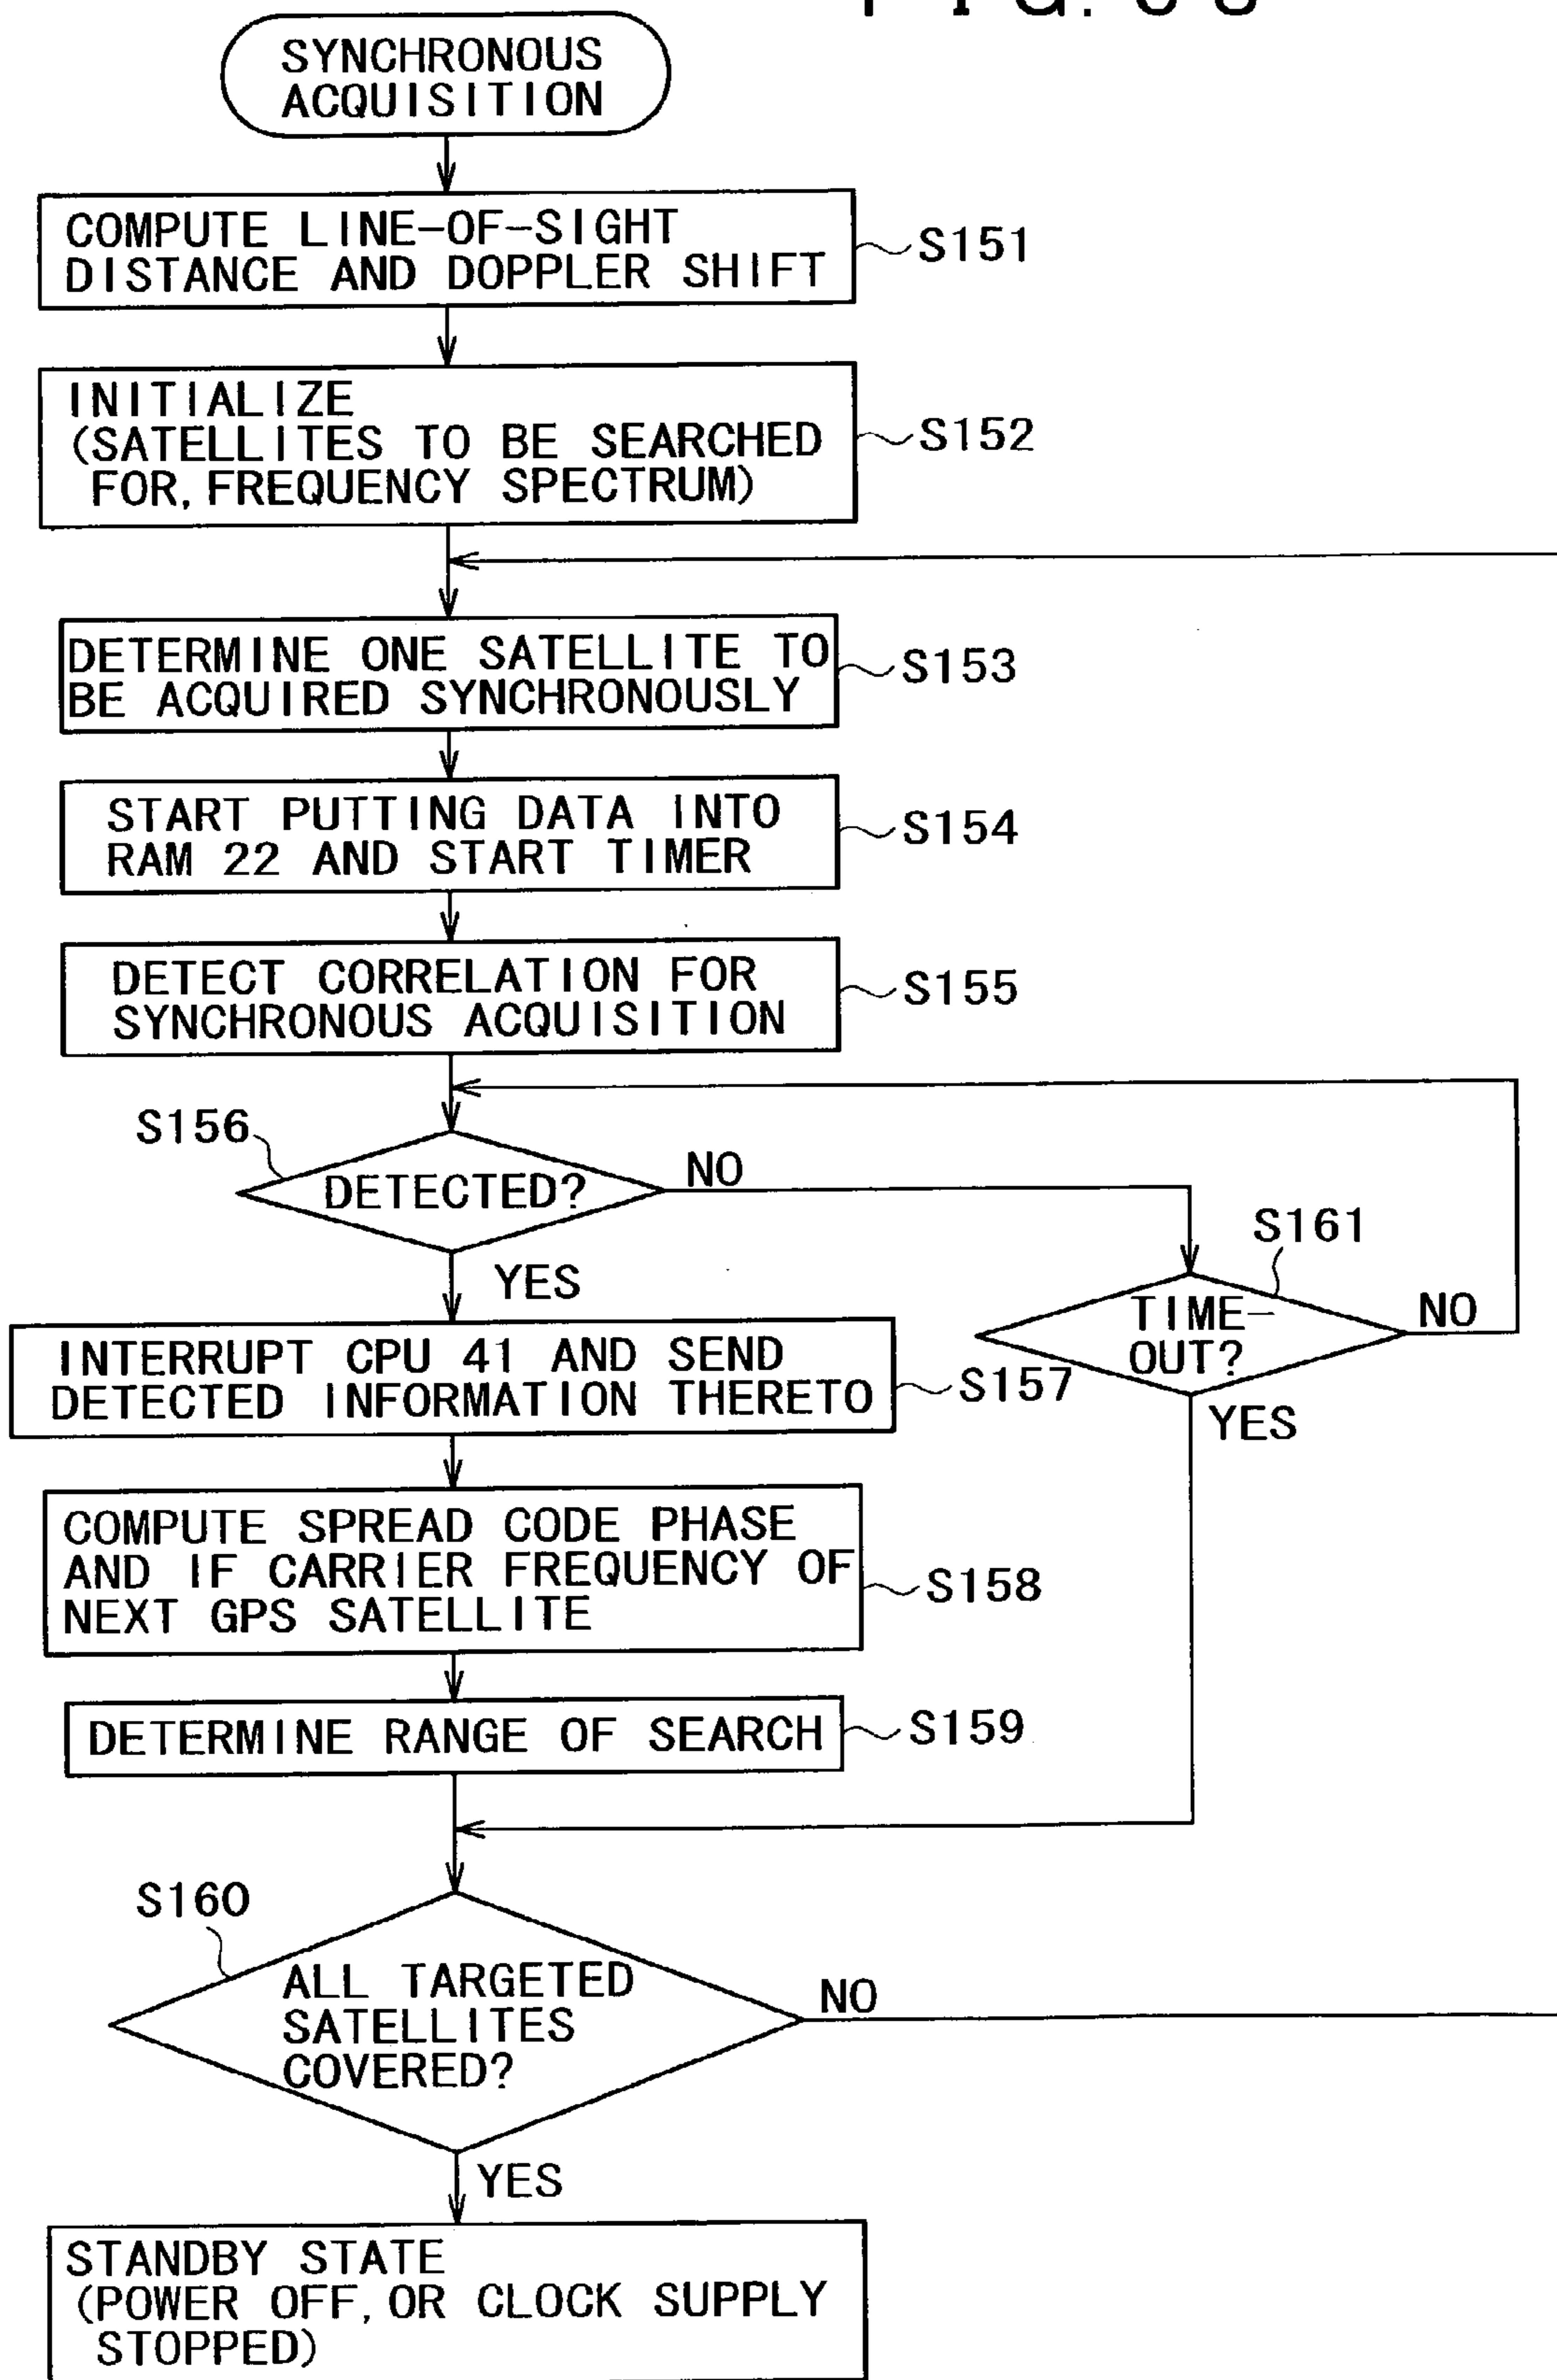 SYNCHRONOUS
ACQUISITION
COMPUTE LINE-OF-SIGHT
DISTANCE AND DOPPLER SHIFT
S151
INITIALIZE
(SATELLITES TO BE SEARCHED
FOR, FREQUENCY SPECTRUM)
S152
DETERMINE ONE SATELLITE TO
BE ACQUIRED SYNCHRONOUSLY
S153
START PUTTING DATA INTO
RAM 22 AND START TIMER
S154
DETECT CORRELATION FOR
SYNCHRONOUS ACQUISITION
S155
S156
DETECTED?
NO
YES
S161
TIME-
OUT?
NO
YES
INTERRUPT CPU 41 AND SEND
DETECTED INFORMATION THERETO
S157
COMPUTE SPREAD CODE PHASE
AND IF CARRIER FREQUENCY OF
NEXT GPS SATELLITE
S158
DETERMINE RANGE OF SEARCH
S159
S160
ALL TARGETED
SATELLITES
COVERED?
NO
YES
STANDBY STATE
(POWER OFF, OR CLOCK SUPPLY
STOPPED)